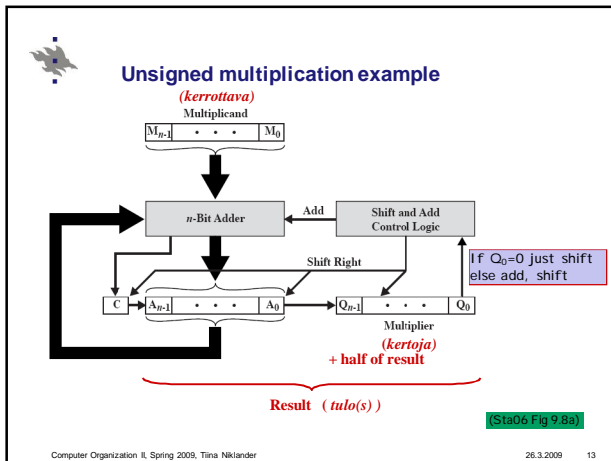 Unsigned multiplication example
(kerrottava)
Multiplicand
Mn-1 • • • M0
n-Bit Adder
Add
Shift and Add
Control Logic
If Q0=0 just shift
else add, shift
Shift Right
C
An-1 • • • A0
Qn-1 • • • Q0
Multiplier
(kertoja)
+ half of result
Result ( tulo(s) )
(Sta06 Fig 9.8a)
Computer Organization II, Spring 2009, Tiina Niklander
26.3.2009 13